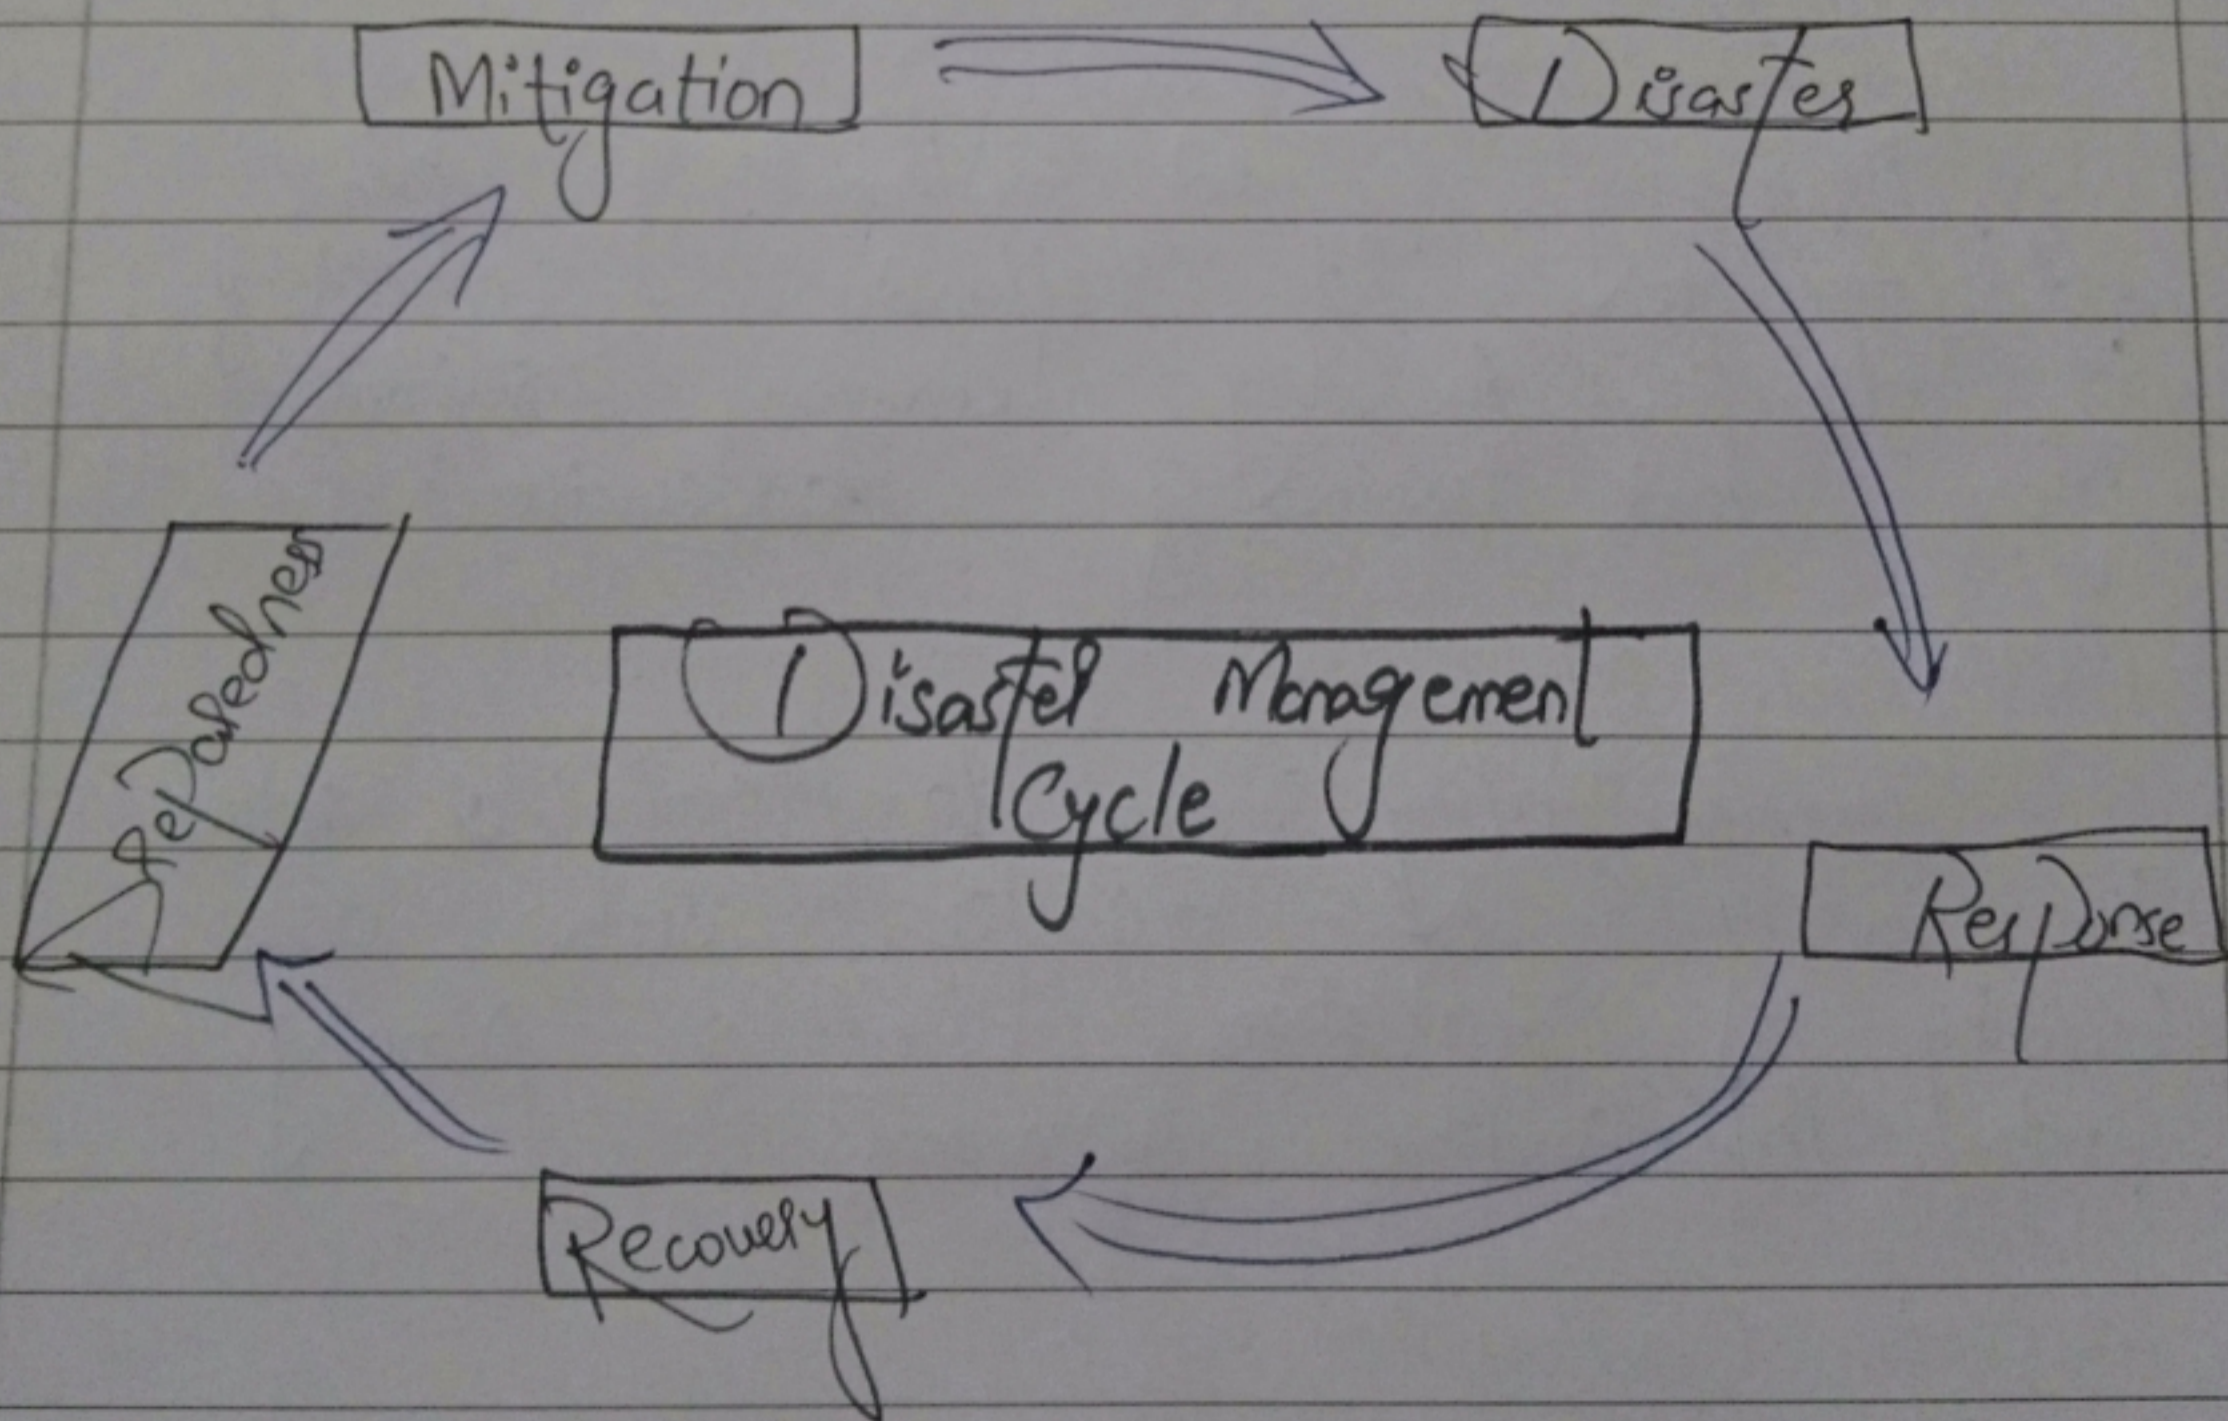 Mitigation
Disaster
Preparedness
Disaster Management
Cycle
Response
Recovery